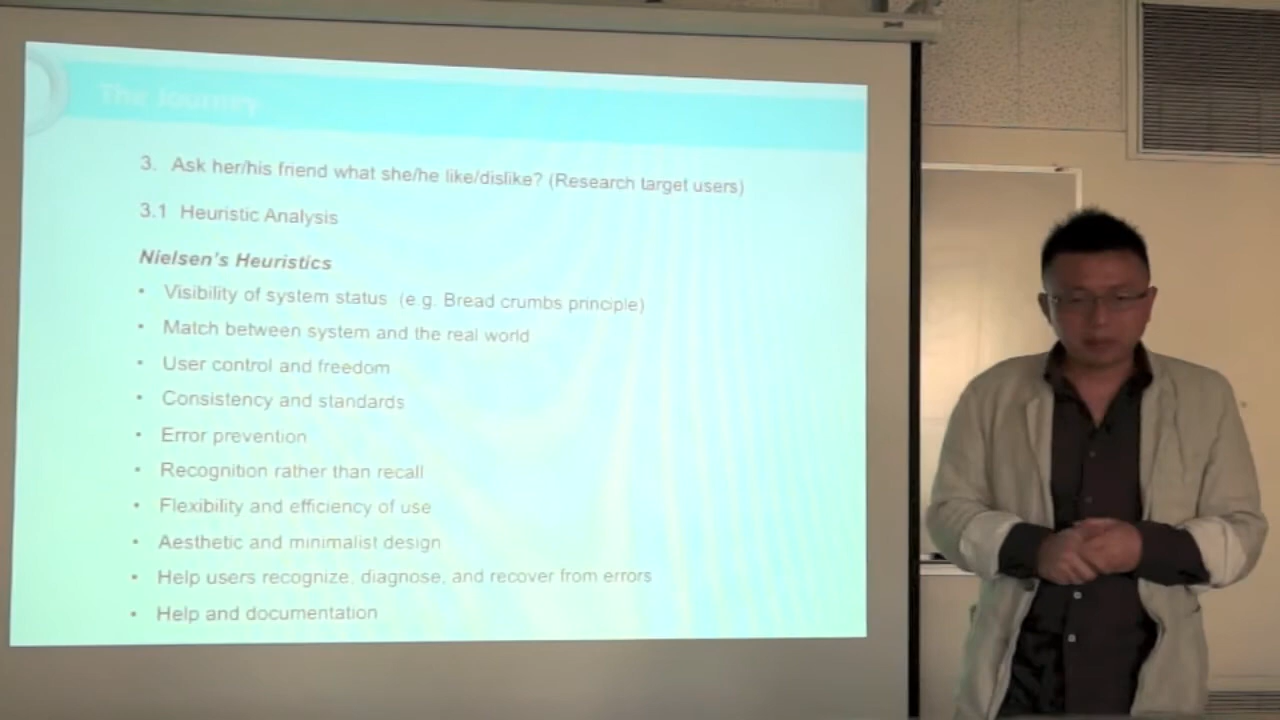 The Journey
3. Ask her/his friend what she/he like/dislike? (Research target users)
3.1 Heuristic Analysis
Nielsen's Heuristics
• Visibility of system status (e g. Bread crumbs principle)
• Match between system and the real world
• User control and freedom
• Consistency and standards
• Error prevention
• Recognition rather than recall
• Flexibility and efficiency of use
• Aesthetic and minimalist design
• Help users recognize, diagnose, and recover from errors
• Help and documentation